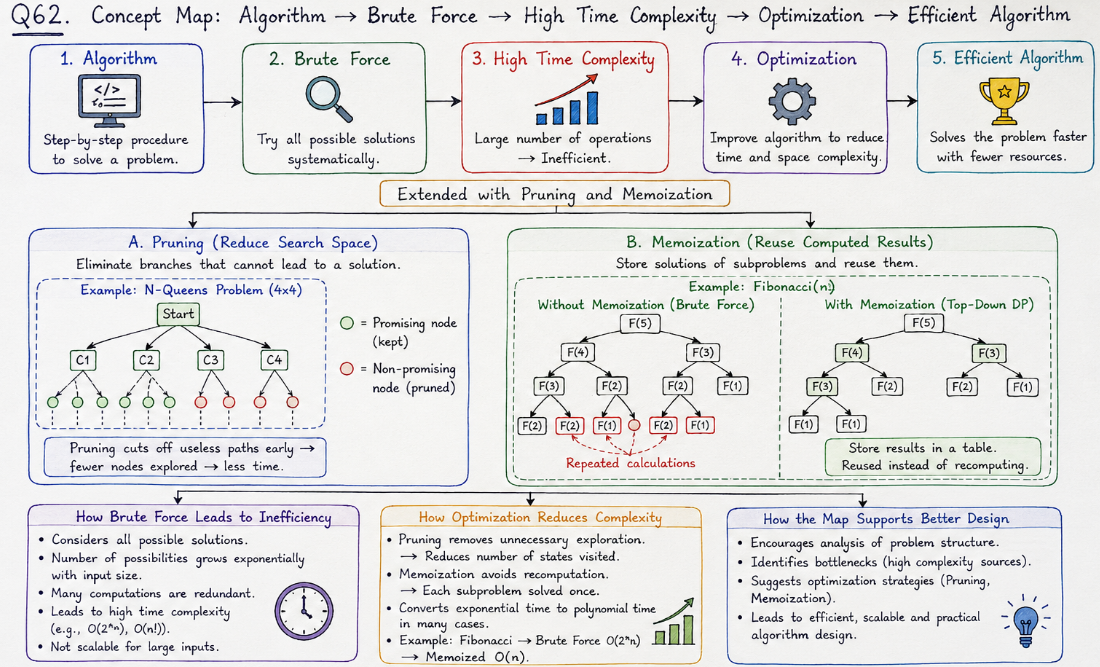 Q62. Concept Map: Algorithm → Brute Force → High Time Complexity → Optimization → Efficient Algorithm
1. Algorithm
</>
Step-by-step procedure
to solve a problem.
2. Brute Force
Try all possible solutions
systematically.
3. High Time Complexity
Large number of operations
→ Inefficient.
4. Optimization
Improve algorithm to reduce
time and space complexity.
5. Efficient Algorithm
Solves the problem faster
with fewer resources.
Extended with Pruning and Memoization
A. Pruning (Reduce Search Space)
Eliminate branches that cannot lead to a solution.
Example: N-Queens Problem (4x4)
Start
C1 C2 C3 C4
= Promising node
(kept)
= Non-promising
node (pruned)
Pruning cuts off useless paths early →
fewer nodes explored → less time.
B. Memoization (Reuse Computed Results)
Store solutions of subproblems and reuse them.
Example: Fibonacci(n)
Without Memoization (Brute Force)
F(5)
F(4) F(3)
F(3) F(2) F(2) F(1)
F(2) F(2) F(1) F(2) F(1)
Repeated calculations
With Memoization (Top-Down DP)
F(5)
F(4) F(3)
F(3) F(2) F(2) F(1)
F(1) F(1)
Store results in a table.
Reused instead of recomputing.
How Brute Force Leads to Inefficiency
• Considers all possible solutions.
• Number of possibilities grows exponentially
with input size.
• Many computations are redundant.
• Leads to high time complexity
(e.g., O(2^n), O(n!)).
• Not scalable for large inputs.
How Optimization Reduces Complexity
• Pruning removes unnecessary exploration.
→ Reduces number of states visited.
• Memoization avoids recomputation.
→ Each subproblem solved once.
• Converts exponential time to polynomial time
in many cases.
• Example: Fibonacci → Brute Force O(2^n)
→ Memoized O(n).
How the Map Supports Better Design
• Encourages analysis of problem structure.
• Identifies bottlenecks (high complexity sources).
• Suggests optimization strategies (Pruning,
Memoization).
• Leads to efficient, scalable and practical
algorithm design.